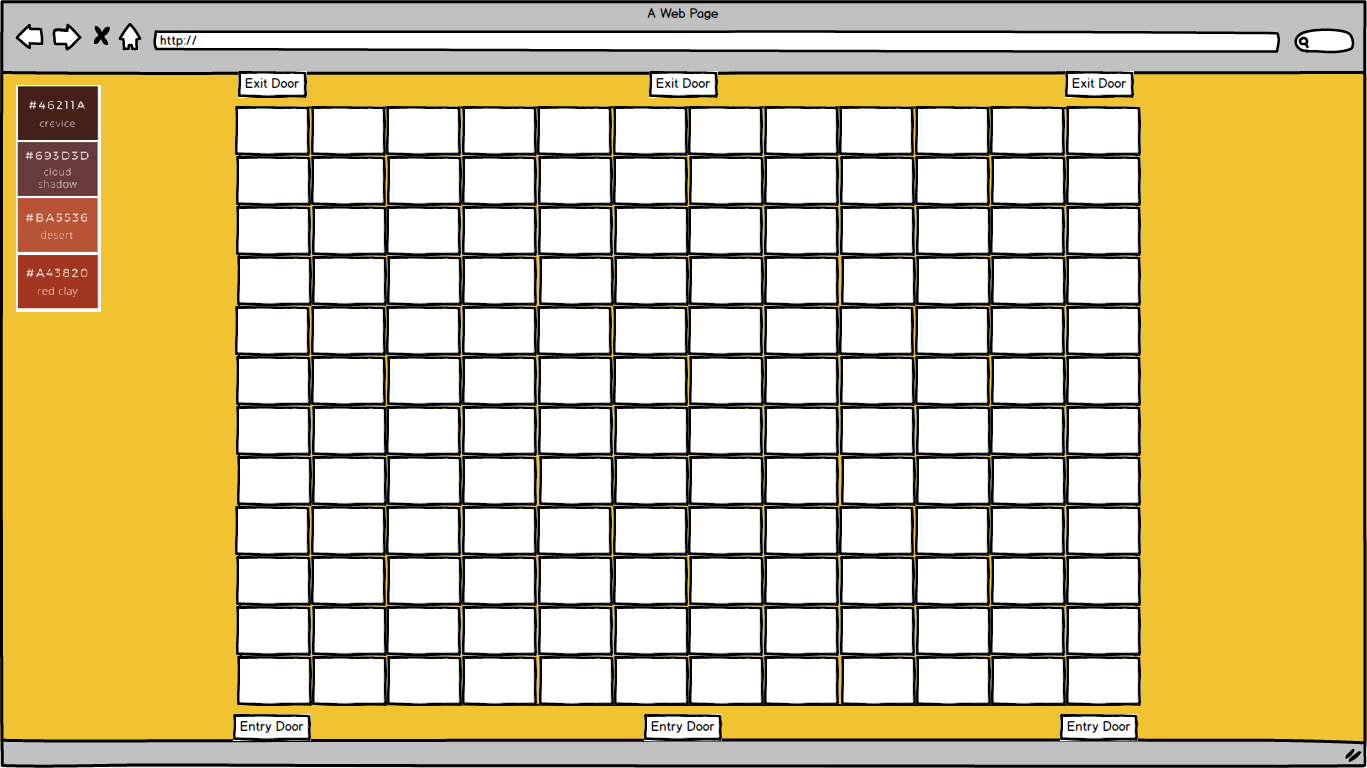 A Web Page
http://
Exit Door
Exit Door
Exit Door
#46211A
crevice
#693D3D
cloud
shadow
#BA5536
desert
#A43820
red clay
Entry Door
Entry Door
Entry Door